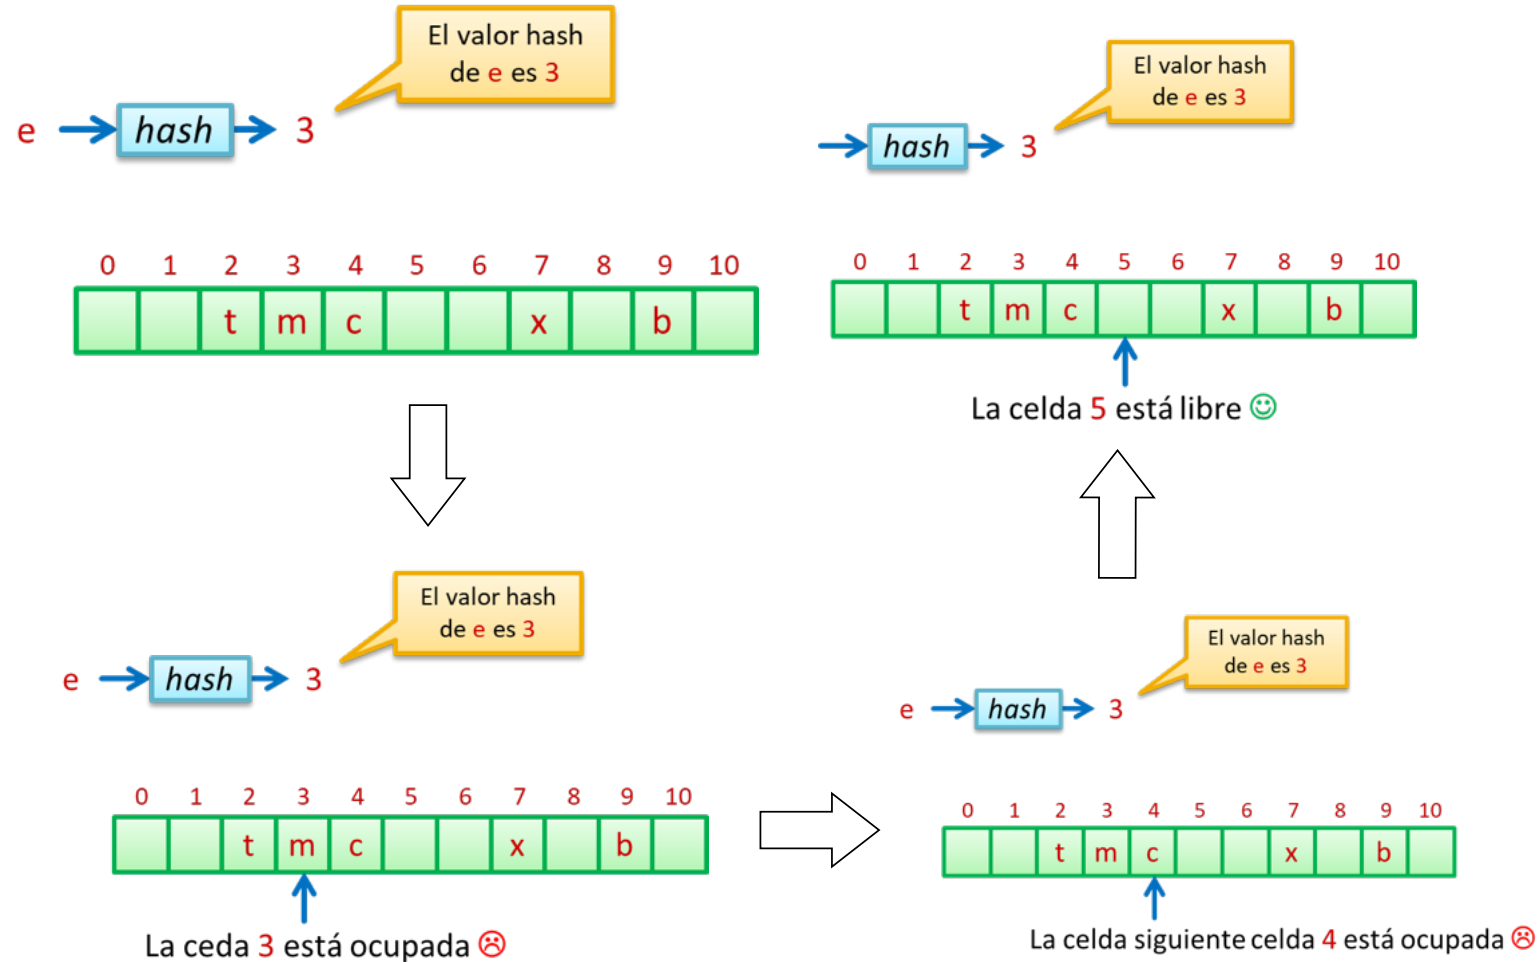 El valor hash
de e es 3
e hash 3
0 1 2 3 4 5 6 7 8 9 10
t m c x b
El valor hash
de e es 3
e hash 3
0 1 2 3 4 5 6 7 8 9 10
t m c x b
La ceda 3 está ocupada
El valor hash
de e es 3
e hash 3
0 1 2 3 4 5 6 7 8 9 10
t m c x b
La celda siguiente celda 4 está ocupada
El valor hash
de e es 3
hash 3
0 1 2 3 4 5 6 7 8 9 10
t m c x b
La celda 5 está libre